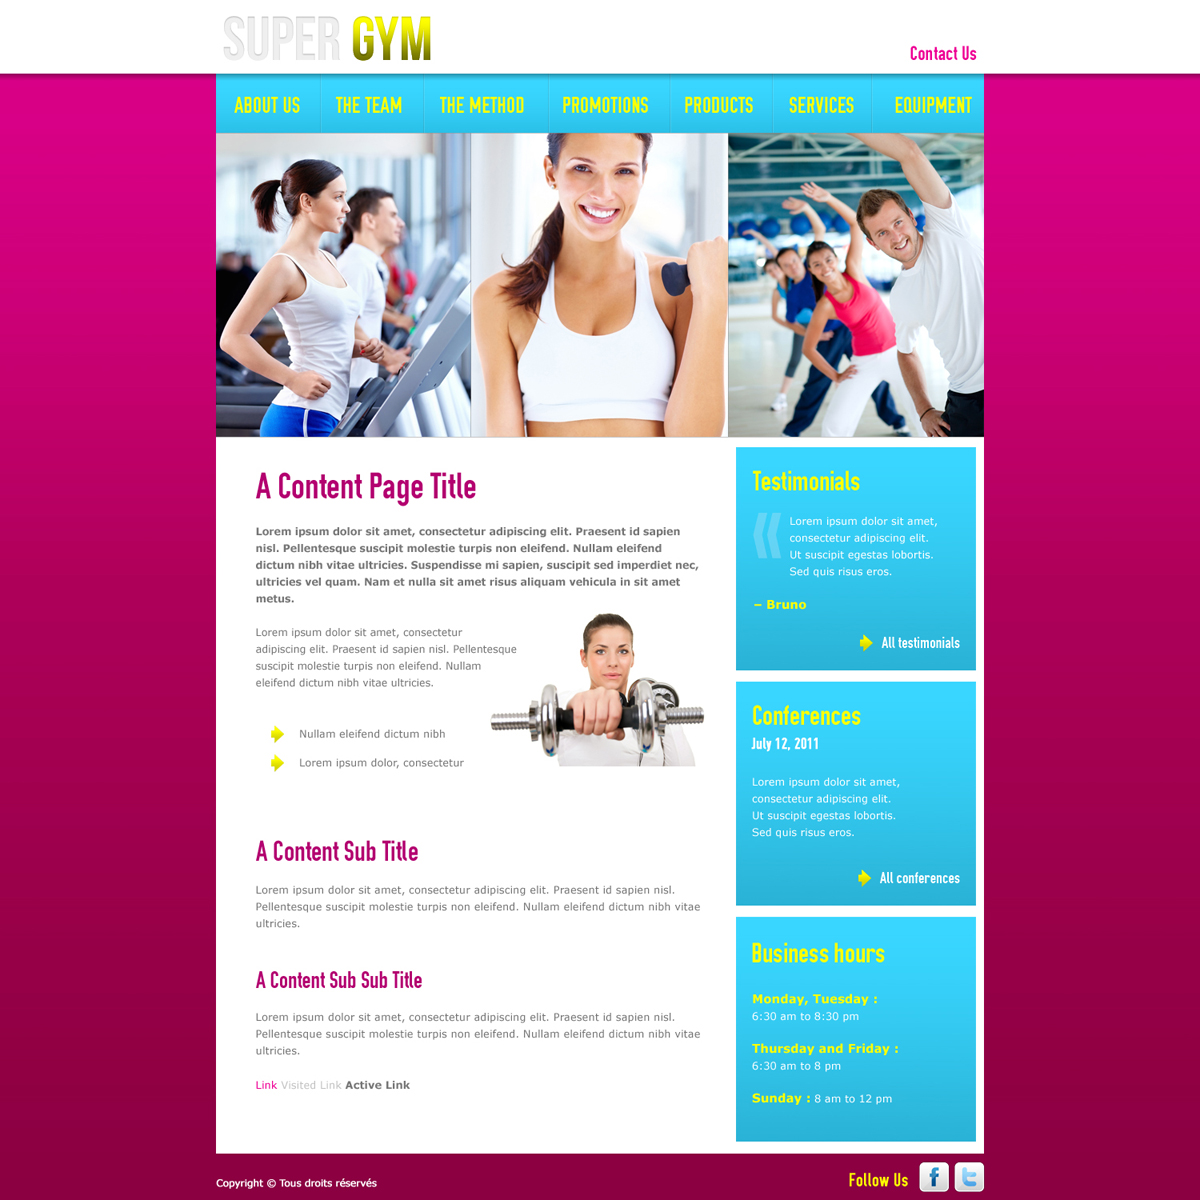 SUPER GYM
Contact Us
ABOUT US
THE TEAM
THE METHOD
PROMOTIONS
PRODUCTS
SERVICES
EQUIPMENT
A Content Page Title
Lorem ipsum dolor sit amet, consectetur adipiscing elit. Praesent id sapien
nisl. Pellentesque suscipit molestie turpis non eleifend. Nullam eleifend
dictum nibh vitae ultricies. Suspendisse mi sapien, suscipit sed imperdiet nec,
ultricies vel quam. Nam et nulla sit amet risus aliquam vehicula in sit amet
metus.
Lorem ipsum dolor sit amet, consectetur
adipiscing elit. Praesent id sapien nisl. Pellentesque
suscipit molestie turpis non eleifend. Nullam
eleifend dictum nibh vitae ultricies.
Nullam eleifend dictum nibh
Lorem ipsum dolor, consectetur
A Content Sub Title
Lorem ipsum dolor sit amet, consectetur adipiscing elit. Praesent id sapien nisl.
Pellentesque suscipit molestie turpis non eleifend. Nullam eleifend dictum nibh vitae
ultricies.
A Content Sub Sub Title
Lorem ipsum dolor sit amet, consectetur adipiscing elit. Praesent id sapien nisl.
Pellentesque suscipit molestie turpis non eleifend. Nullam eleifend dictum nibh vitae
ultricies.
Link Visited Link Active Link
Testimonials
Lorem ipsum dolor sit amet,
consectetur adipiscing elit.
Ut suscipit egestas lobortis.
Sed quis risus eros.
– Bruno
All testimonials
Conferences
July 12, 2011
Lorem ipsum dolor sit amet,
consectetur adipiscing elit.
Ut suscipit egestas lobortis.
Sed quis risus eros.
All conferences
Business hours
Monday, Tuesday :
6:30 am to 8:30 pm
Thursday and Friday :
6:30 am to 8 pm
Sunday : 8 am to 12 pm
Copyright © Tous droits réservés
Follow Us